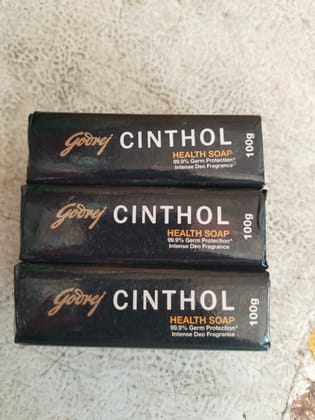 Godrej CINTHOL
HEALTH SOAP
99.9% Germ Protection^
Intense Deo Fragrance
100g
Godrej CINTHOL
HEALTH SOAP
99.9% Germ Protection^
Intense Deo Fragrance
100g
Godrej CINTHOL
HEALTH SOAP
99.9% Germ Protection^
Intense Deo Fragrance
100g